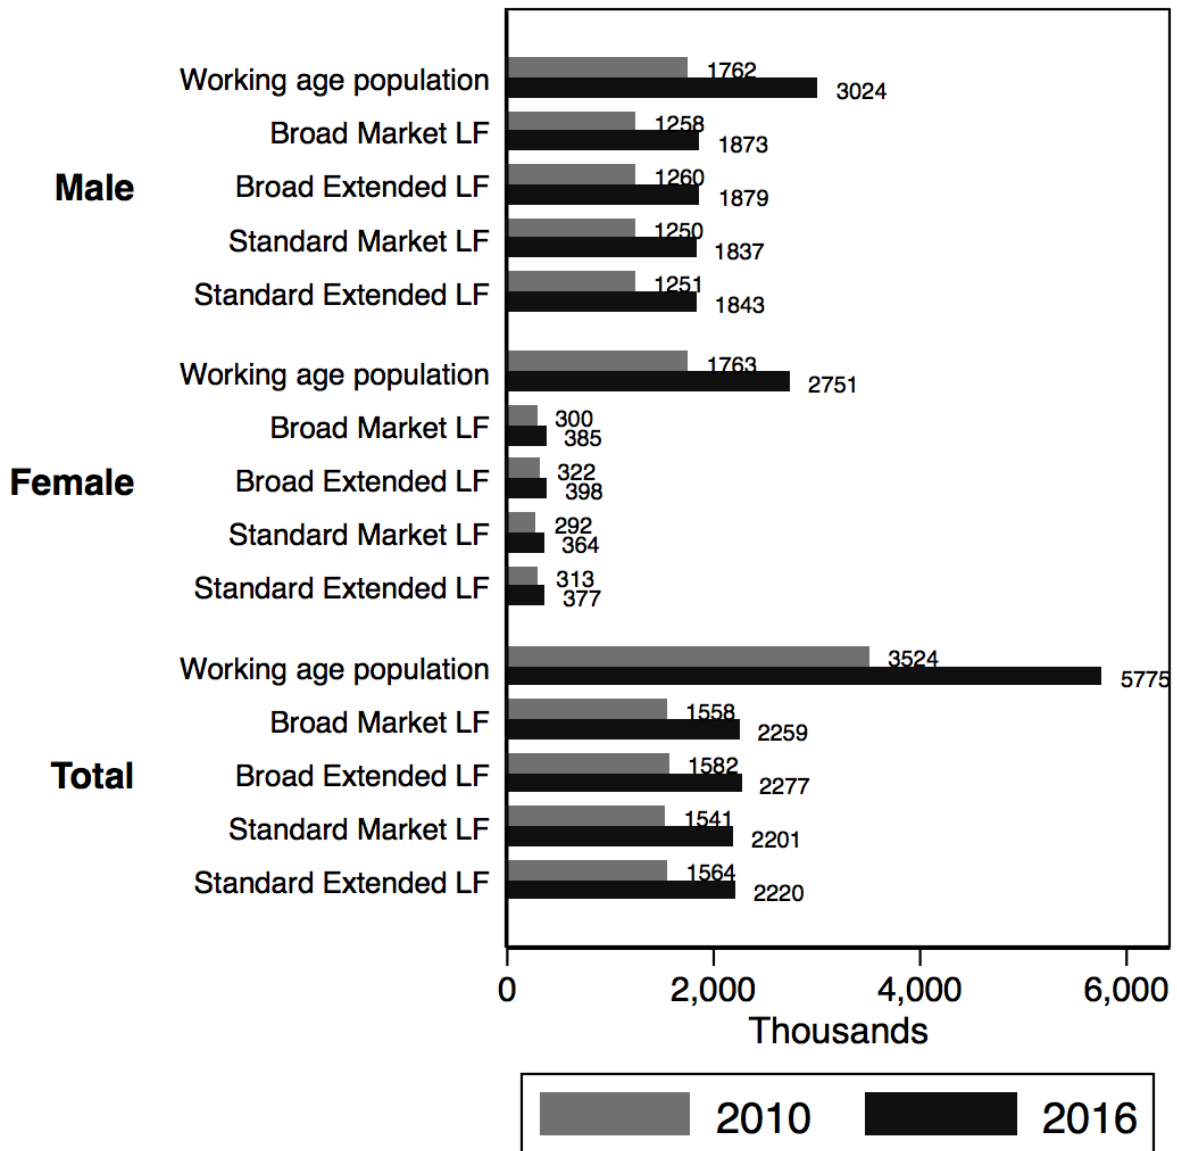 Male
Working age population 1762 3024
Broad Market LF 1258 1873
Broad Extended LF 1260 1879
Standard Market LF 1250 1837
Standard Extended LF 1251 1843
Female
Working age population 1763 2751
Broad Market LF 300 385
Broad Extended LF 322 398
Standard Market LF 292 364
Standard Extended LF 313 377
Total
Working age population 3524 5775
Broad Market LF 1558 2259
Broad Extended LF 1582 2277
Standard Market LF 1541 2201
Standard Extended LF 1564 2220
0 2,000 4,000 6,000
Thousands
2010 2016